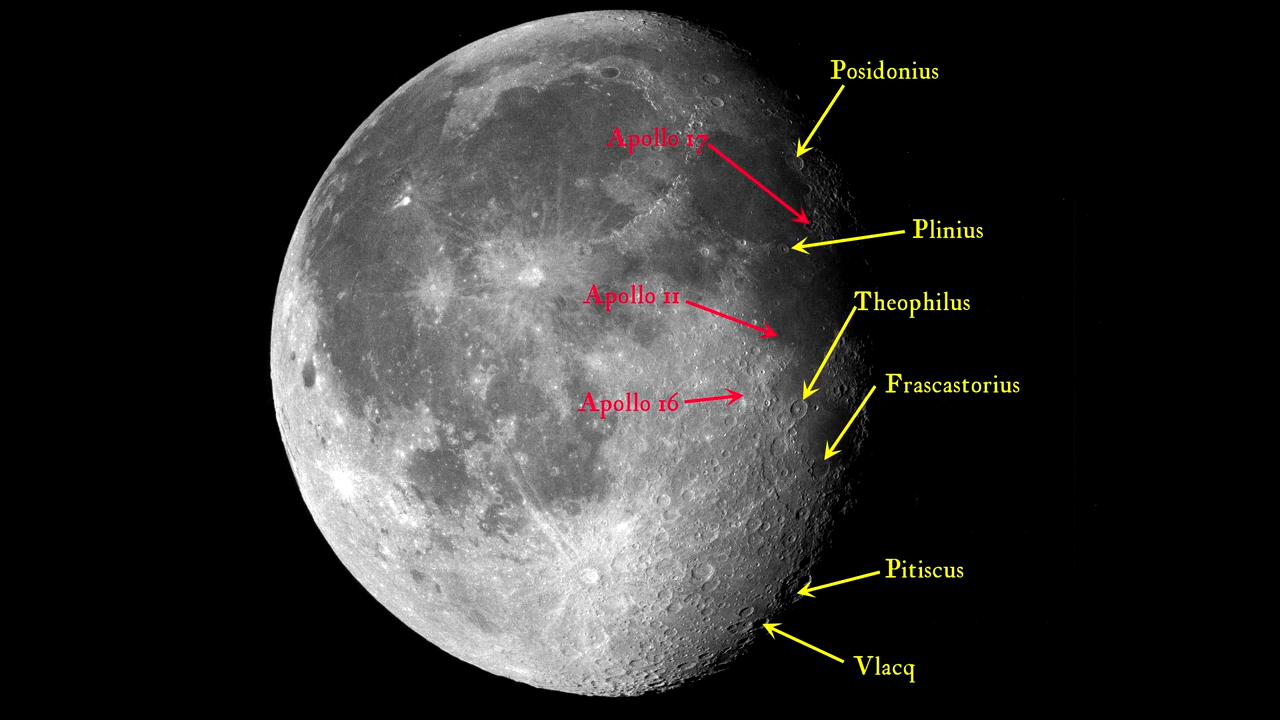 Posidonius
Apollo 17
Plinius
Apollo 11
Theophilus
Frascastorius
Apollo 16
Pitiscus
Vlacq